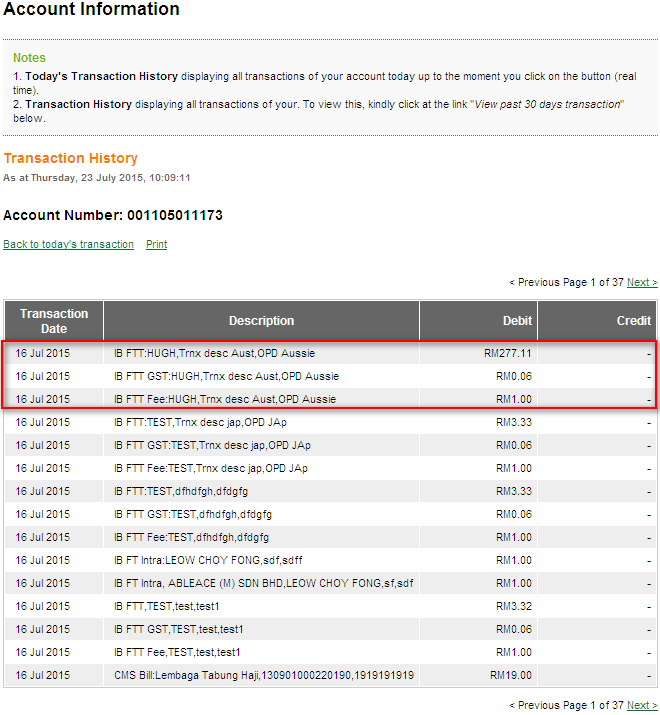 Account Information
Notes
1. Today's Transaction History displaying all transactions of your account today up to the moment you click on the button (real
time).
2. Transaction History displaying all transactions of your. To view this, kindly click at the link "View past 30 days transaction"
below.
Transaction History
As at Thursday, 23 July 2015, 10:09:11
Account Number: 001105011173
Back to today's transaction Print
< Previous Page 1 of 37 Next >
Transaction Date Description Debit Credit
16 Jul 2015 IB FTT:HUGH,Trnx desc Aust,OPD Aussie RM277.11 -
16 Jul 2015 IB FTT GST:HUGH,Trnx desc Aust,OPD Aussie RM0.06 -
16 Jul 2015 IB FTT Fee:HUGH,Trnx desc Aust,OPD Aussie RM1.00 -
16 Jul 2015 IB FTT:TEST,Trnx desc jap,OPD JAp RM3.33 -
16 Jul 2015 IB FTT GST:TEST,Trnx desc jap,OPD JAp RM0.06 -
16 Jul 2015 IB FTT Fee:TEST,Trnx desc jap,OPD JAp RM1.00 -
16 Jul 2015 IB FTT:TEST,dfhdfgh,dfdgfg RM3.33 -
16 Jul 2015 IB FTT GST:TEST,dfhdfgh,dfdgfg RM0.06 -
16 Jul 2015 IB FTT Fee:TEST,dfhdfgh,dfdgfg RM1.00 -
16 Jul 2015 IB FT Intra:LEOW CHOY FONG,sdf,sdff RM1.00 -
16 Jul 2015 IB FT Intra, ABLEACE (M) SDN BHD,LEOW CHOY FONG,sf,sdf RM1.00 -
16 Jul 2015 IB FTT,TEST,test,test1 RM3.32 -
16 Jul 2015 IB FTT GST,TEST,test,test1 RM0.06 -
16 Jul 2015 IB FTT Fee,TEST,test,test1 RM1.00 -
16 Jul 2015 CMS Bill:Lembaga Tabung Haji,130901000220190,1919191919 RM19.00 -
< Previous Page 1 of 37 Next >